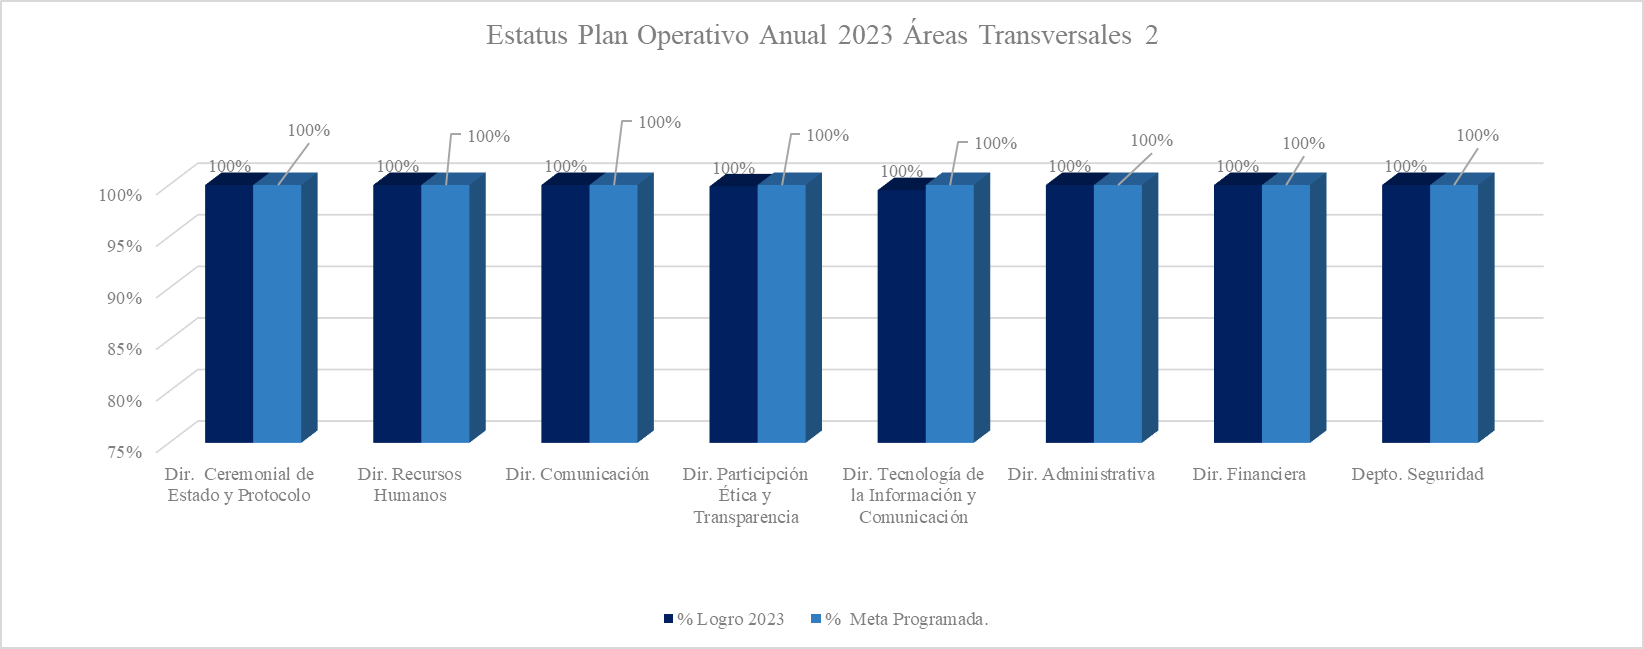 Estatus Plan Operativo Anual 2023 Áreas Transversales 2
100% 100% 100% 100% 100% 100% 100% 100%
100% 100% 100% 100% 100% 100% 100% 100%
100%
95%
90%
85%
80%
75%
Dir. Ceremonial de
Estado y Protocolo
Dir. Recursos
Humanos
Dir. Comunicación
Dir. Participción
Ética y
Transparencia
Dir. Tecnología de
la Información y
Comunicación
Dir. Administrativa
Dir. Financiera
Depto. Seguridad
% Logro 2023
% Meta Programada.